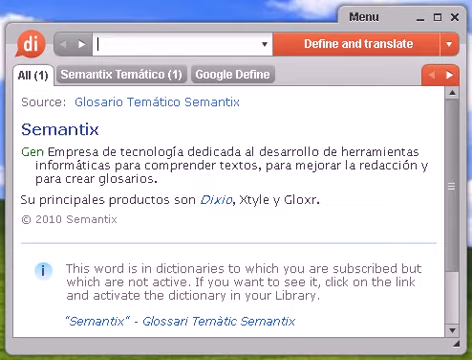 Menu
di
Define and translate
All (1)
Semantix Temático (1)
Google Define
Source: Glosario Temático Semantix
Semantix
Gen Empresa de tecnología dedicada al desarrollo de herramientas
informáticas para comprender textos, para mejorar la redacción y
para crear glosarios.
Su principales productos son Dixio, Xtyle y Gloxr.
© 2010 Semantix
i
This word is in dictionaries to which you are subscribed but
which are not active. If you want to see it, click on the link
and activate the dictionary in your Library.
"Semantix" - Glossari Temàtic Semantix